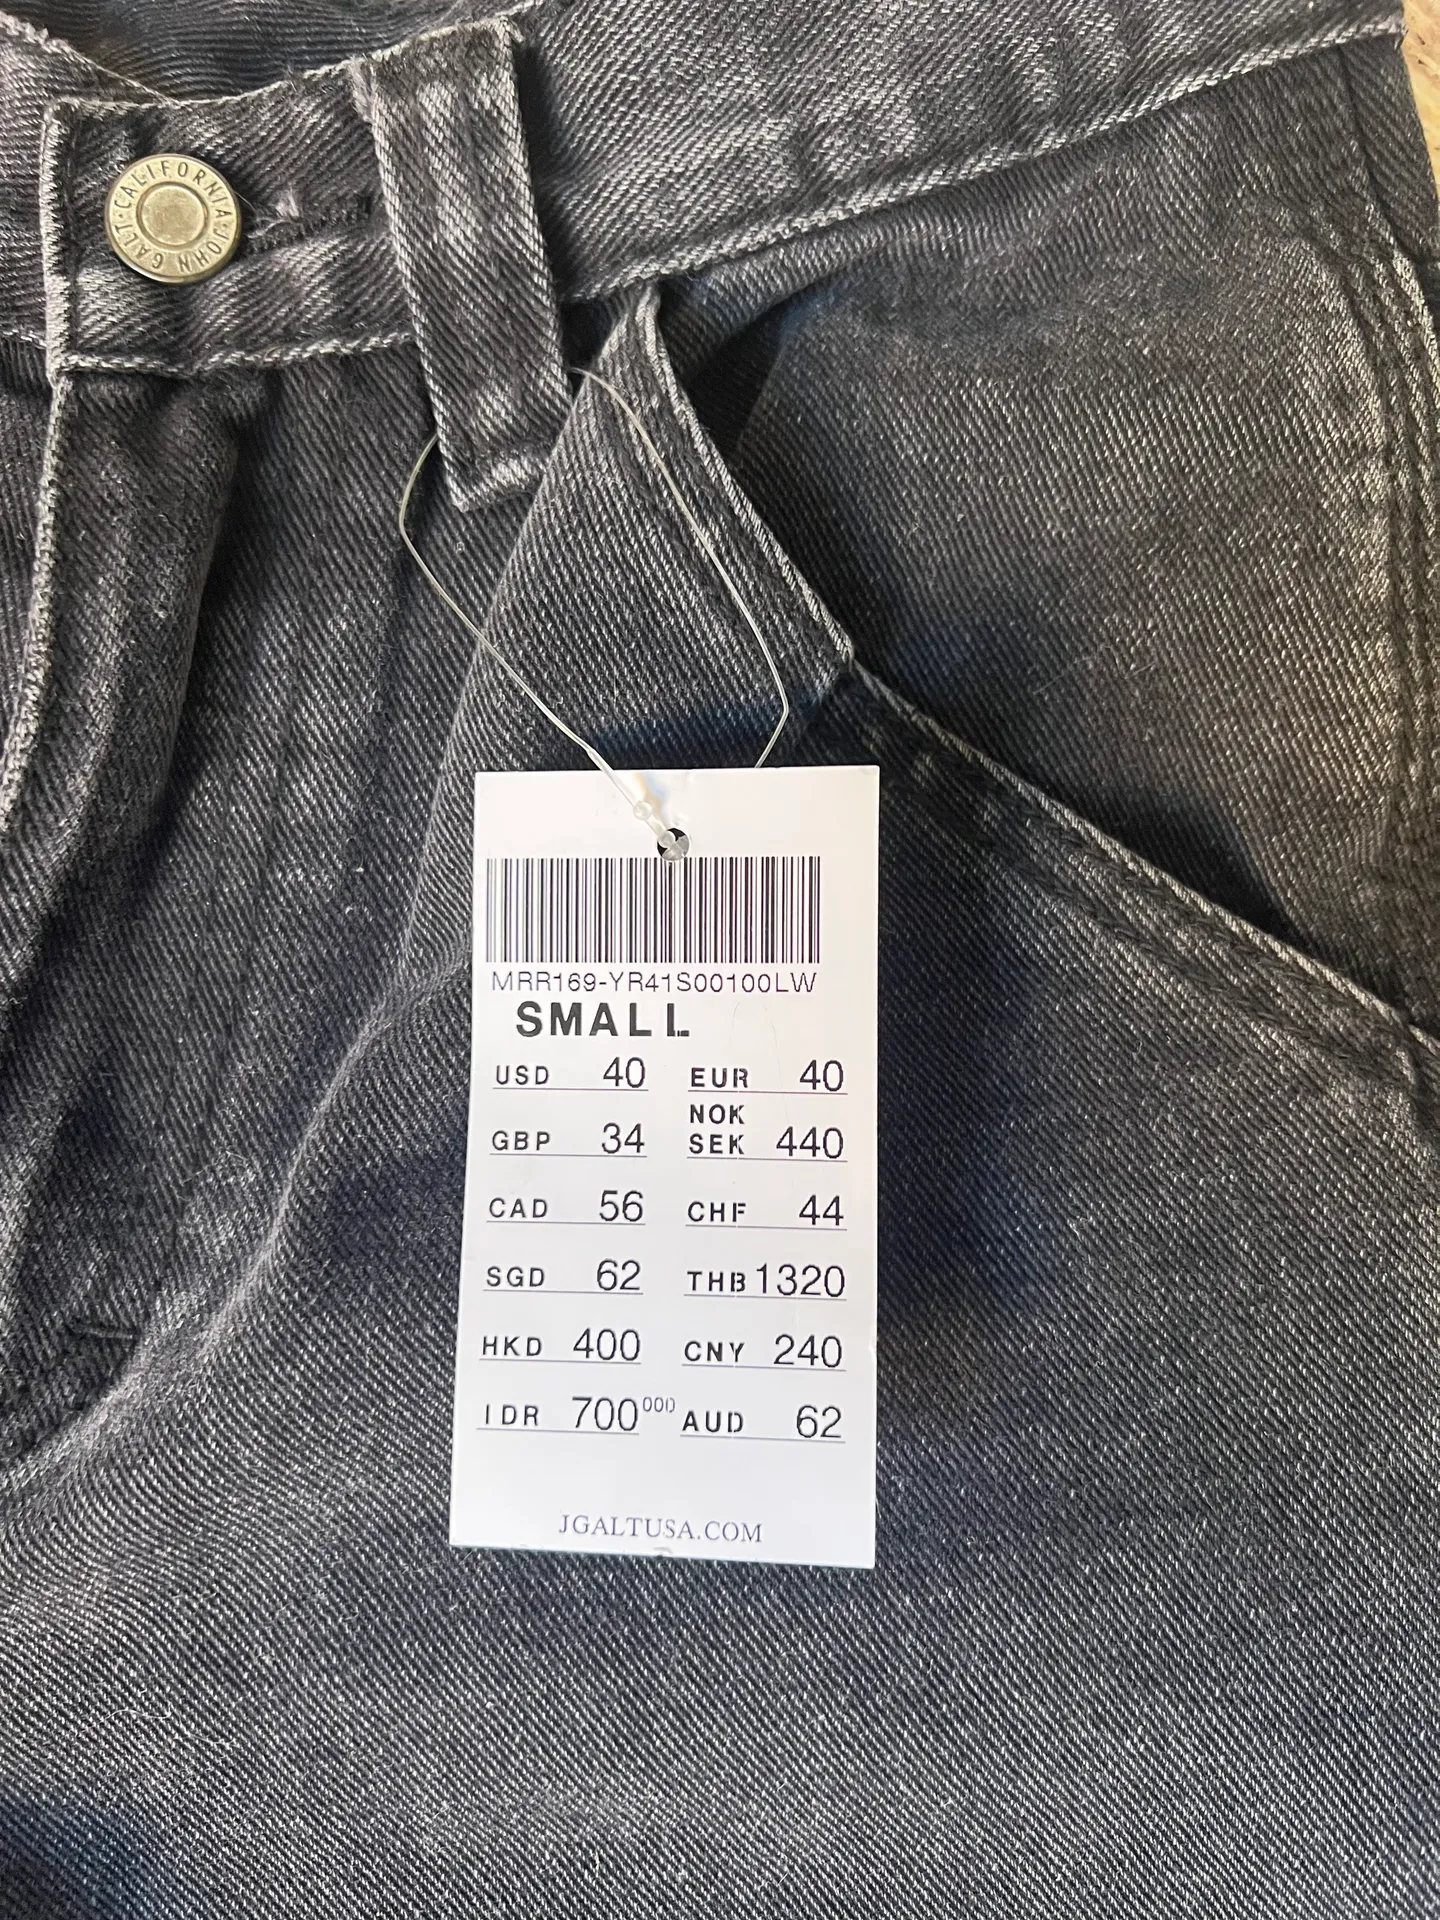 CALIFORNIA · JOHN GALT ·
MRR169-YR41S00100LW
SMALL
USD 40 EUR 40
NOK
GBP 34 SEK 440
CAD 56 CHF 44
SGD 62 THB 1320
HKD 400 CNY 240
IDR 700000 AUD 62
JGALTUSA.COM